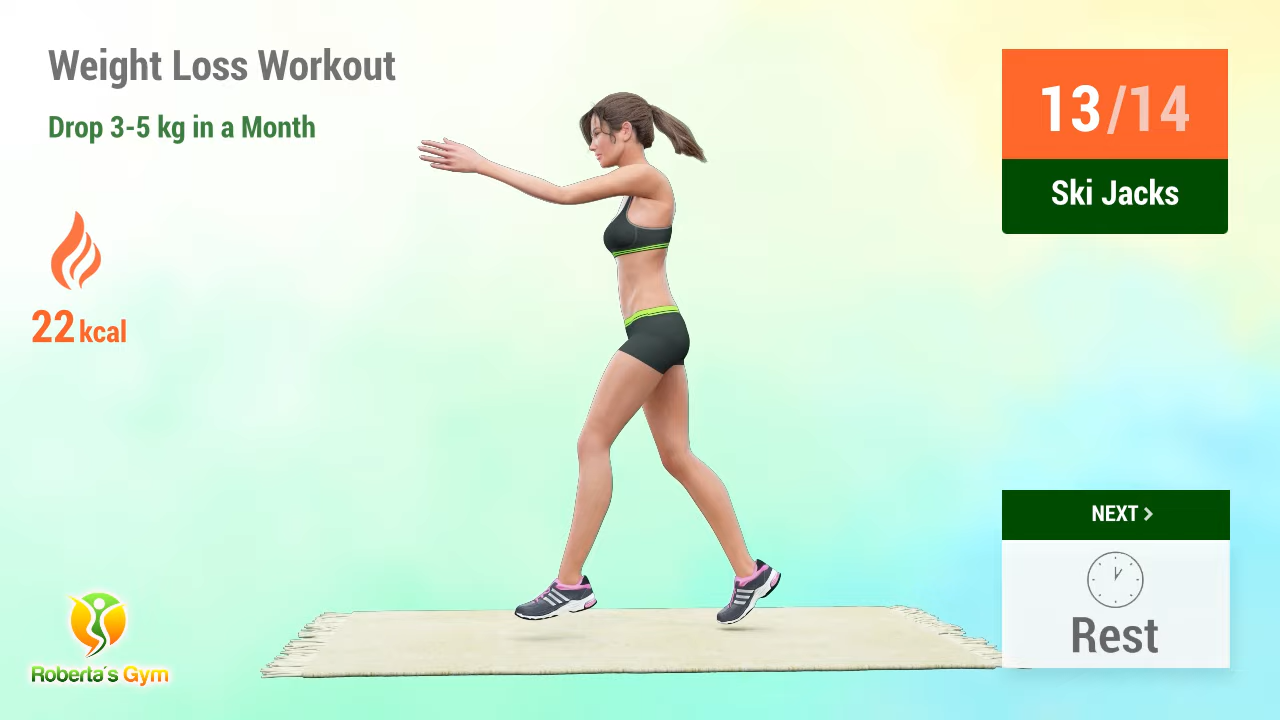 Weight Loss Workout
Drop 3-5 kg in a Month
22 kcal
13/14
Ski Jacks
NEXT >
Rest
Roberta´s Gym